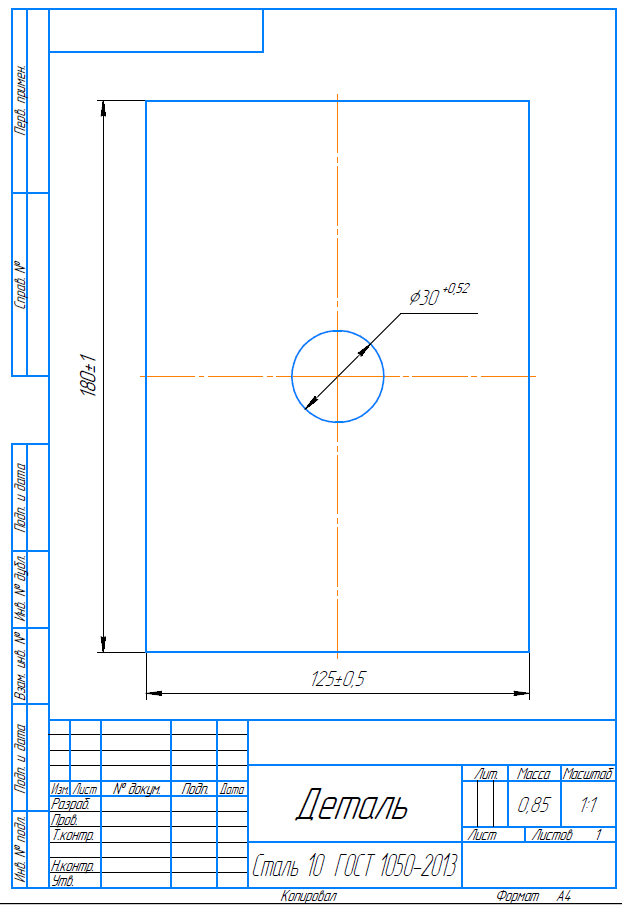 Перв. примен.
Справ. №
Подп. и дата
Инв. № дубл.
Взам. инв. №
Подп. и дата
Инв. № подл.
180±1
⌀30 +0,52
125±0,5
Изм. Лист № докум. Подп. Дата
Разраб.
Пров.
Т.контр.
Н.контр.
Утв.
Деталь
Сталь 10 ГОСТ 1050-2013
Лит. Масса Масштаб
0,85 1:1
Лист Листов 1
Копировал Формат А4